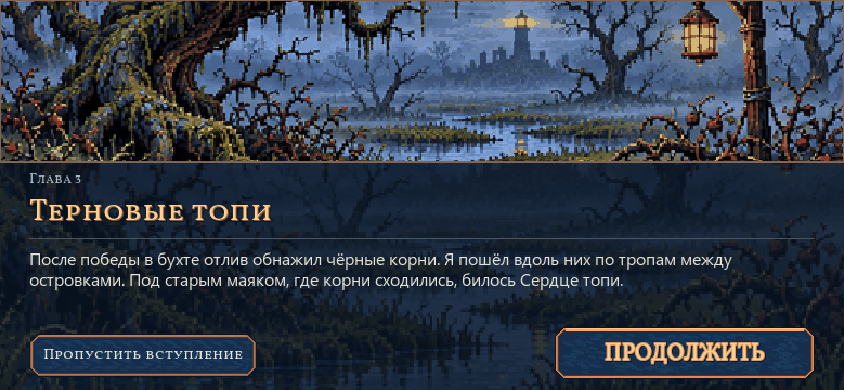 Глава 3
Терновые топи
После победы в бухте отлив обнажил чёрные корни. Я пошёл вдоль них по тропам между
островками. Под старым маяком, где корни сходились, билось Сердце топи.
Пропустить вступление
ПРОДОЛЖИТЬ